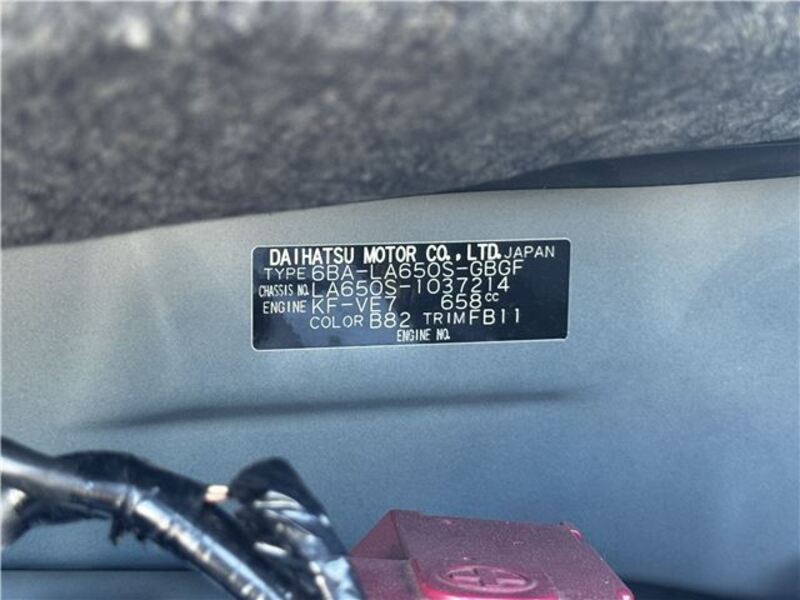 DAIHATSU MOTOR CO., LTD. JAPAN
TYPE 6BA-LA650S-GBGF
CHASSIS NO. LA650S-1037214
ENGINE KF-VE7 658cc
COLOR B82 TRIM FB11
ENGINE NO.